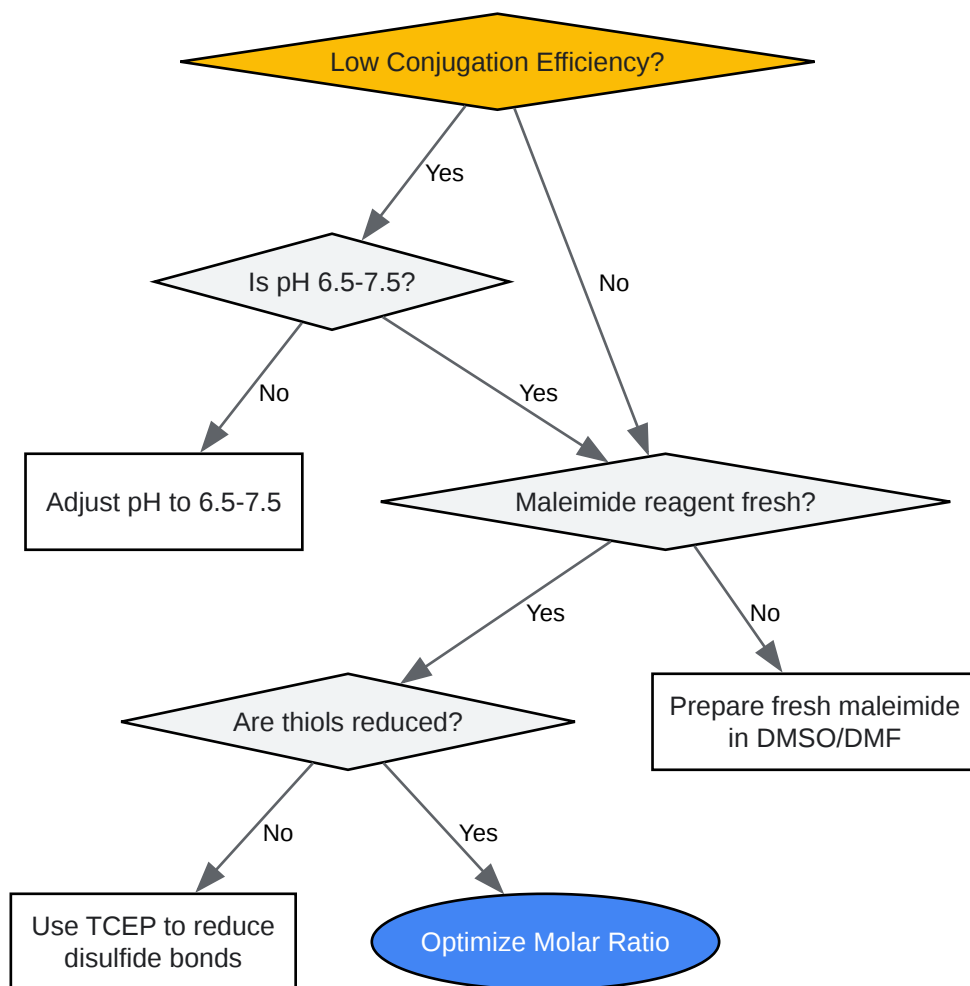 Low Conjugation Efficiency?
Yes
Is pH 6.5-7.5?
No
No
Yes
Adjust pH to 6.5-7.5
Maleimide reagent fresh?
Yes
No
Are thiols reduced?
Prepare fresh maleimide
in DMSO/DMF
No
Yes
Use TCEP to reduce
disulfide bonds
Optimize Molar Ratio